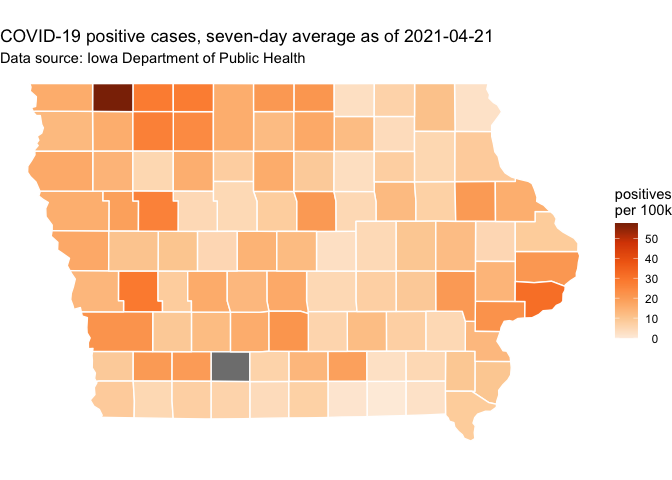 COVID-19 positive cases, seven-day average as of 2021-04-21
Data source: Iowa Department of Public Health
positives
per 100k
50
40
30
20
10
0